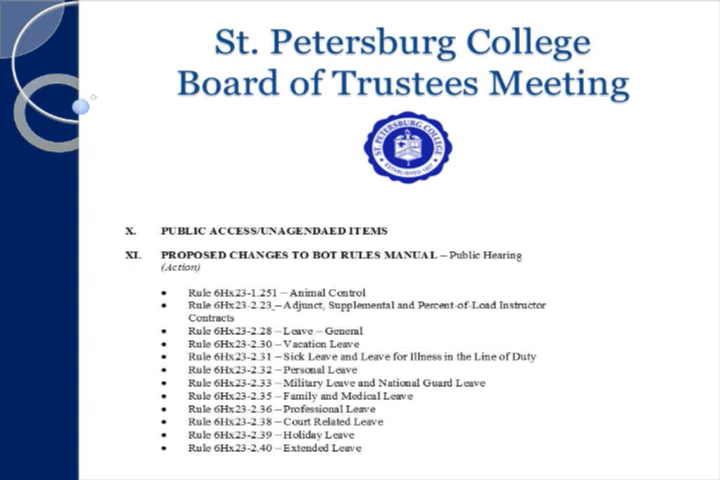 St. Petersburg College
Board of Trustees Meeting
ST. PETERSBURG COLLEGE
X. PUBLIC ACCESS/UNAGENDAED ITEMS
XI. PROPOSED CHANGES TO BOT RULES MANUAL – Public Hearing
(Action)
• Rule 6Hx23-1.251 – Animal Control
• Rule 6Hx23-2.23 – Adjunct, Supplemental and Percent-of-Load Instructor
Contracts
• Rule 6Hx23-2.28 – Leave – General
• Rule 6Hx23-2.30 – Vacation Leave
• Rule 6Hx23-2.31 – Sick Leave and Leave for Illness in the Line of Duty
• Rule 6Hx23-2.32 – Personal Leave
• Rule 6Hx23-2.33 – Military Leave and National Guard Leave
• Rule 6Hx23-2.35 – Family and Medical Leave
• Rule 6Hx23-2.36 – Professional Leave
• Rule 6Hx23-2.38 – Court Related Leave
• Rule 6Hx23-2.39 – Holiday Leave
• Rule 6Hx23-2.40 – Extended Leave